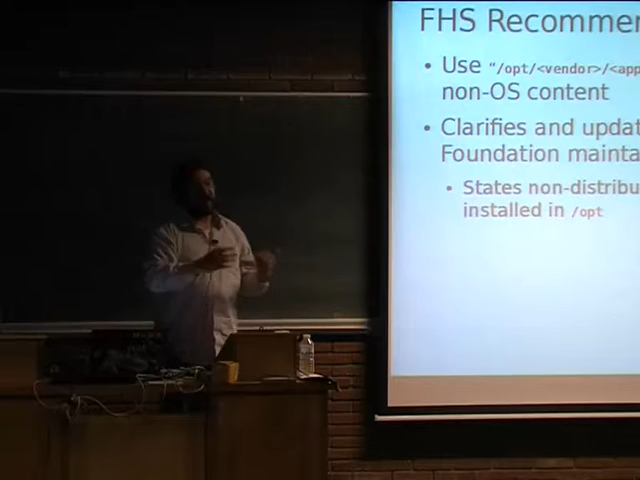 FHS Recommen
• Use "/opt/<vendor>/<app
non-OS content
• Clarifies and updat
Foundation mainta
• States non-distribu
installed in /opt